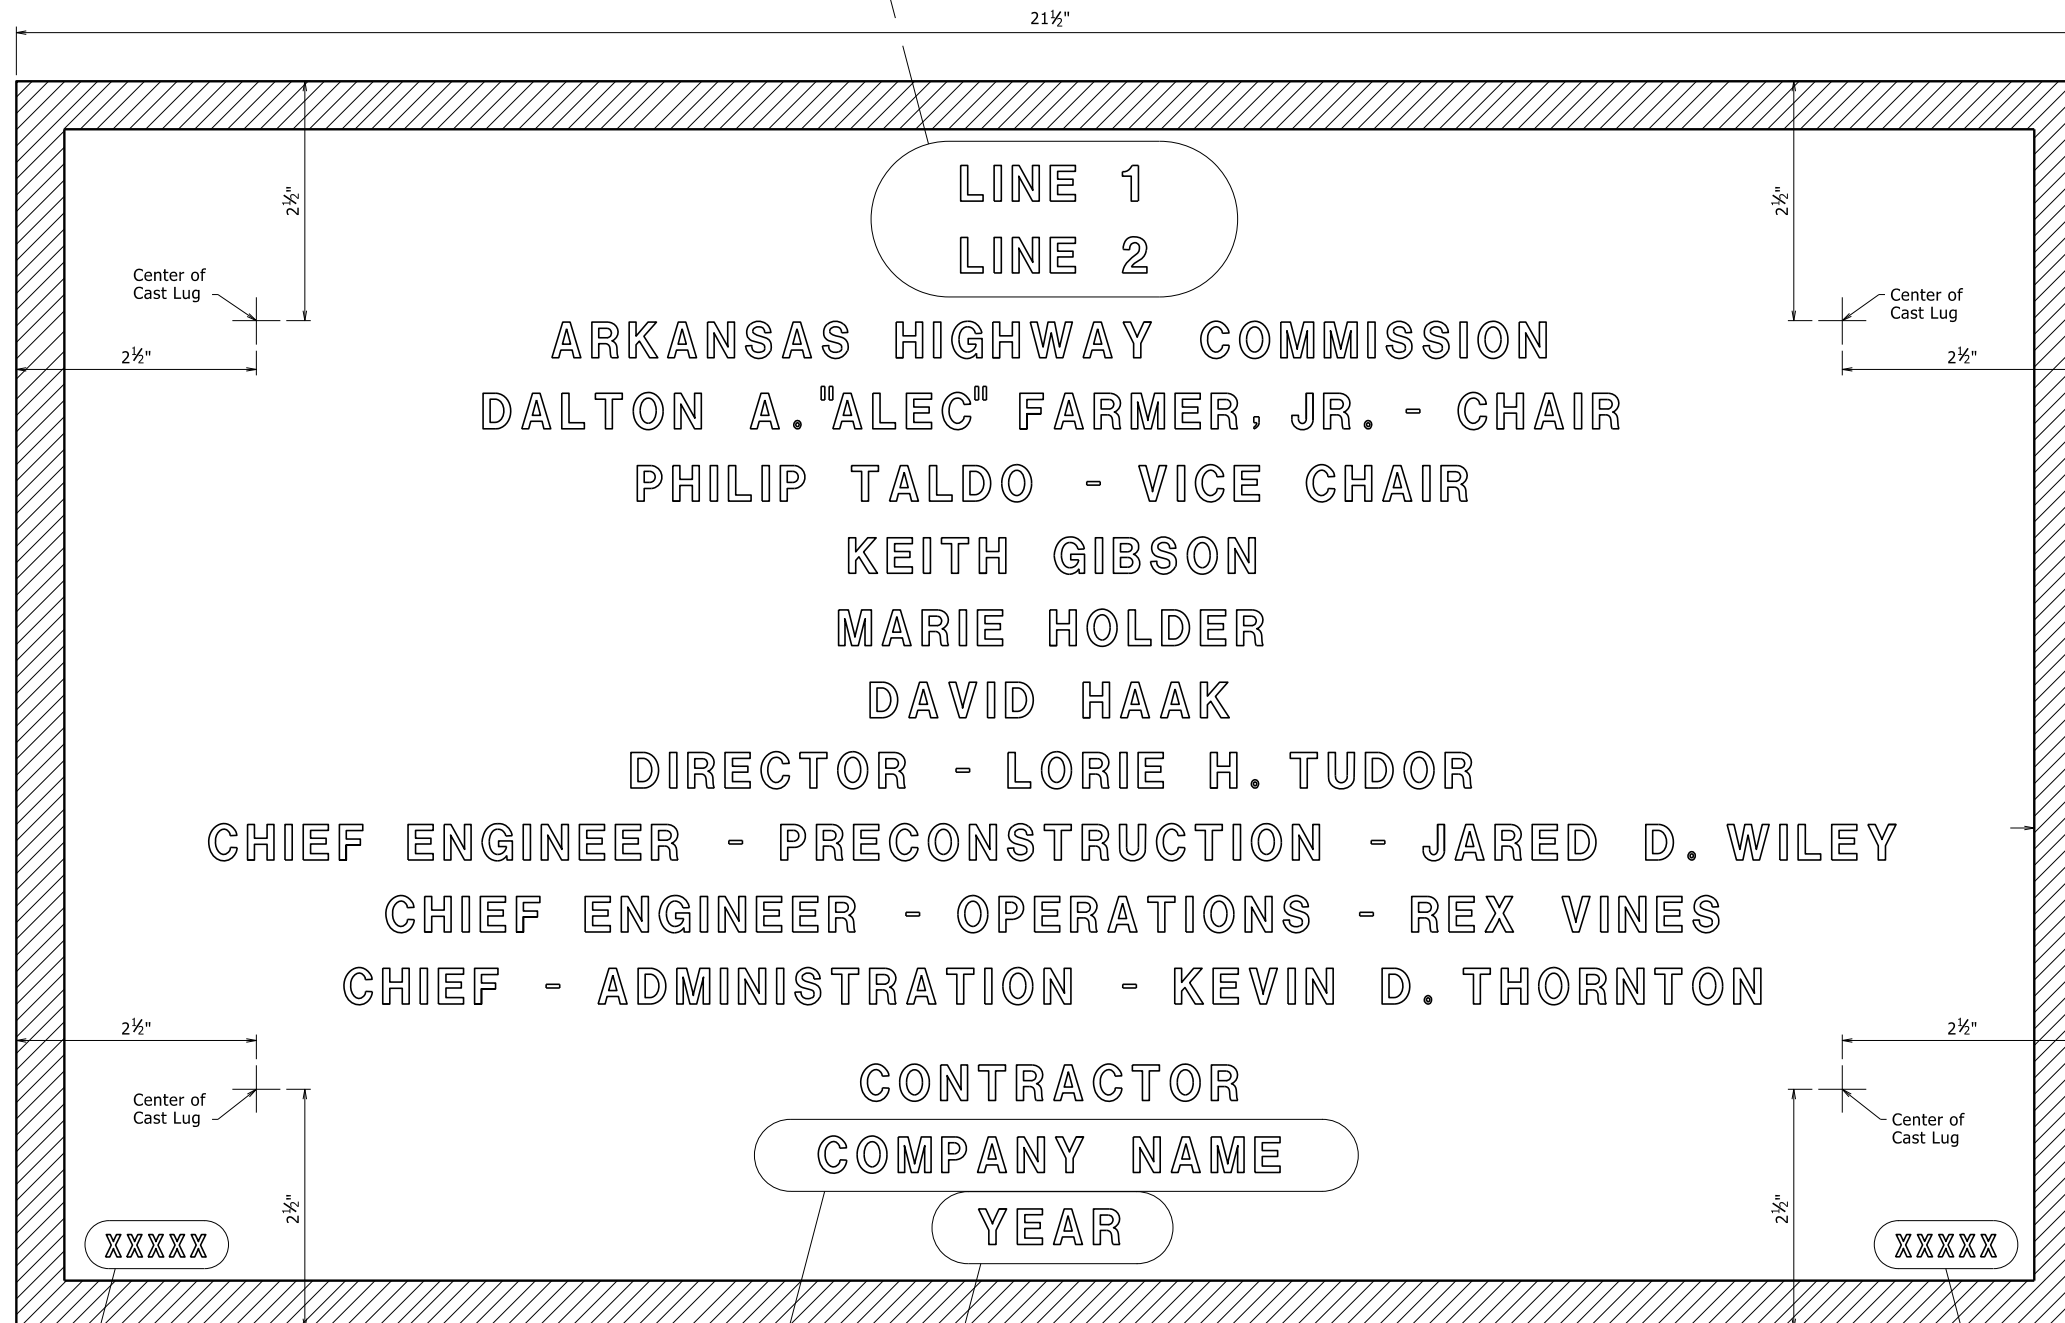 21½"
LINE 1
2½" 2½"
LINE 2
Center of
Cast Lug
Center of
Cast Lug
ARKANSAS HIGHWAY COMMISSION
2½" 2½"
DALTON A. "ALEC" FARMER, JR. - CHAIR
PHILIP TALDO - VICE CHAIR
KEITH GIBSON
MARIE HOLDER
DAVID HAAK
DIRECTOR - LORIE H. TUDOR
CHIEF ENGINEER - PRECONSTRUCTION - JARED D. WILEY
CHIEF ENGINEER - OPERATIONS - REX VINES
CHIEF - ADMINISTRATION - KEVIN D. THORNTON
2½" 2½"
CONTRACTOR
Center of
Cast Lug
Center of
Cast Lug
COMPANY NAME
2½" 2½"
YEAR
XXXXX XXXXX